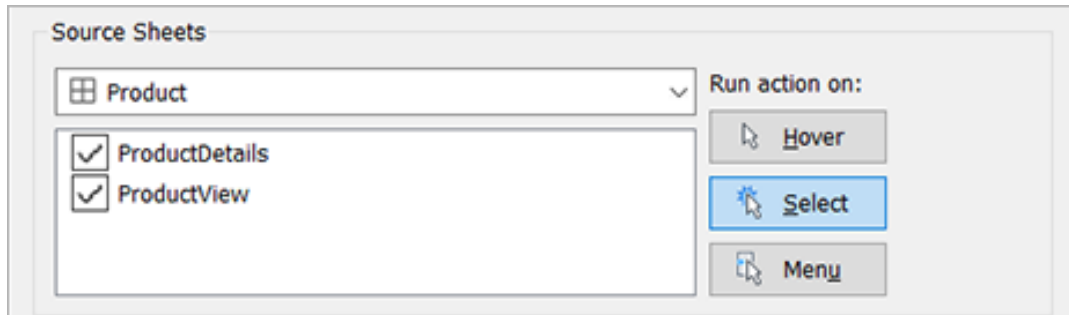 Source Sheets
Product
Run action on:
ProductDetails
ProductView
Hover
Select
Menu